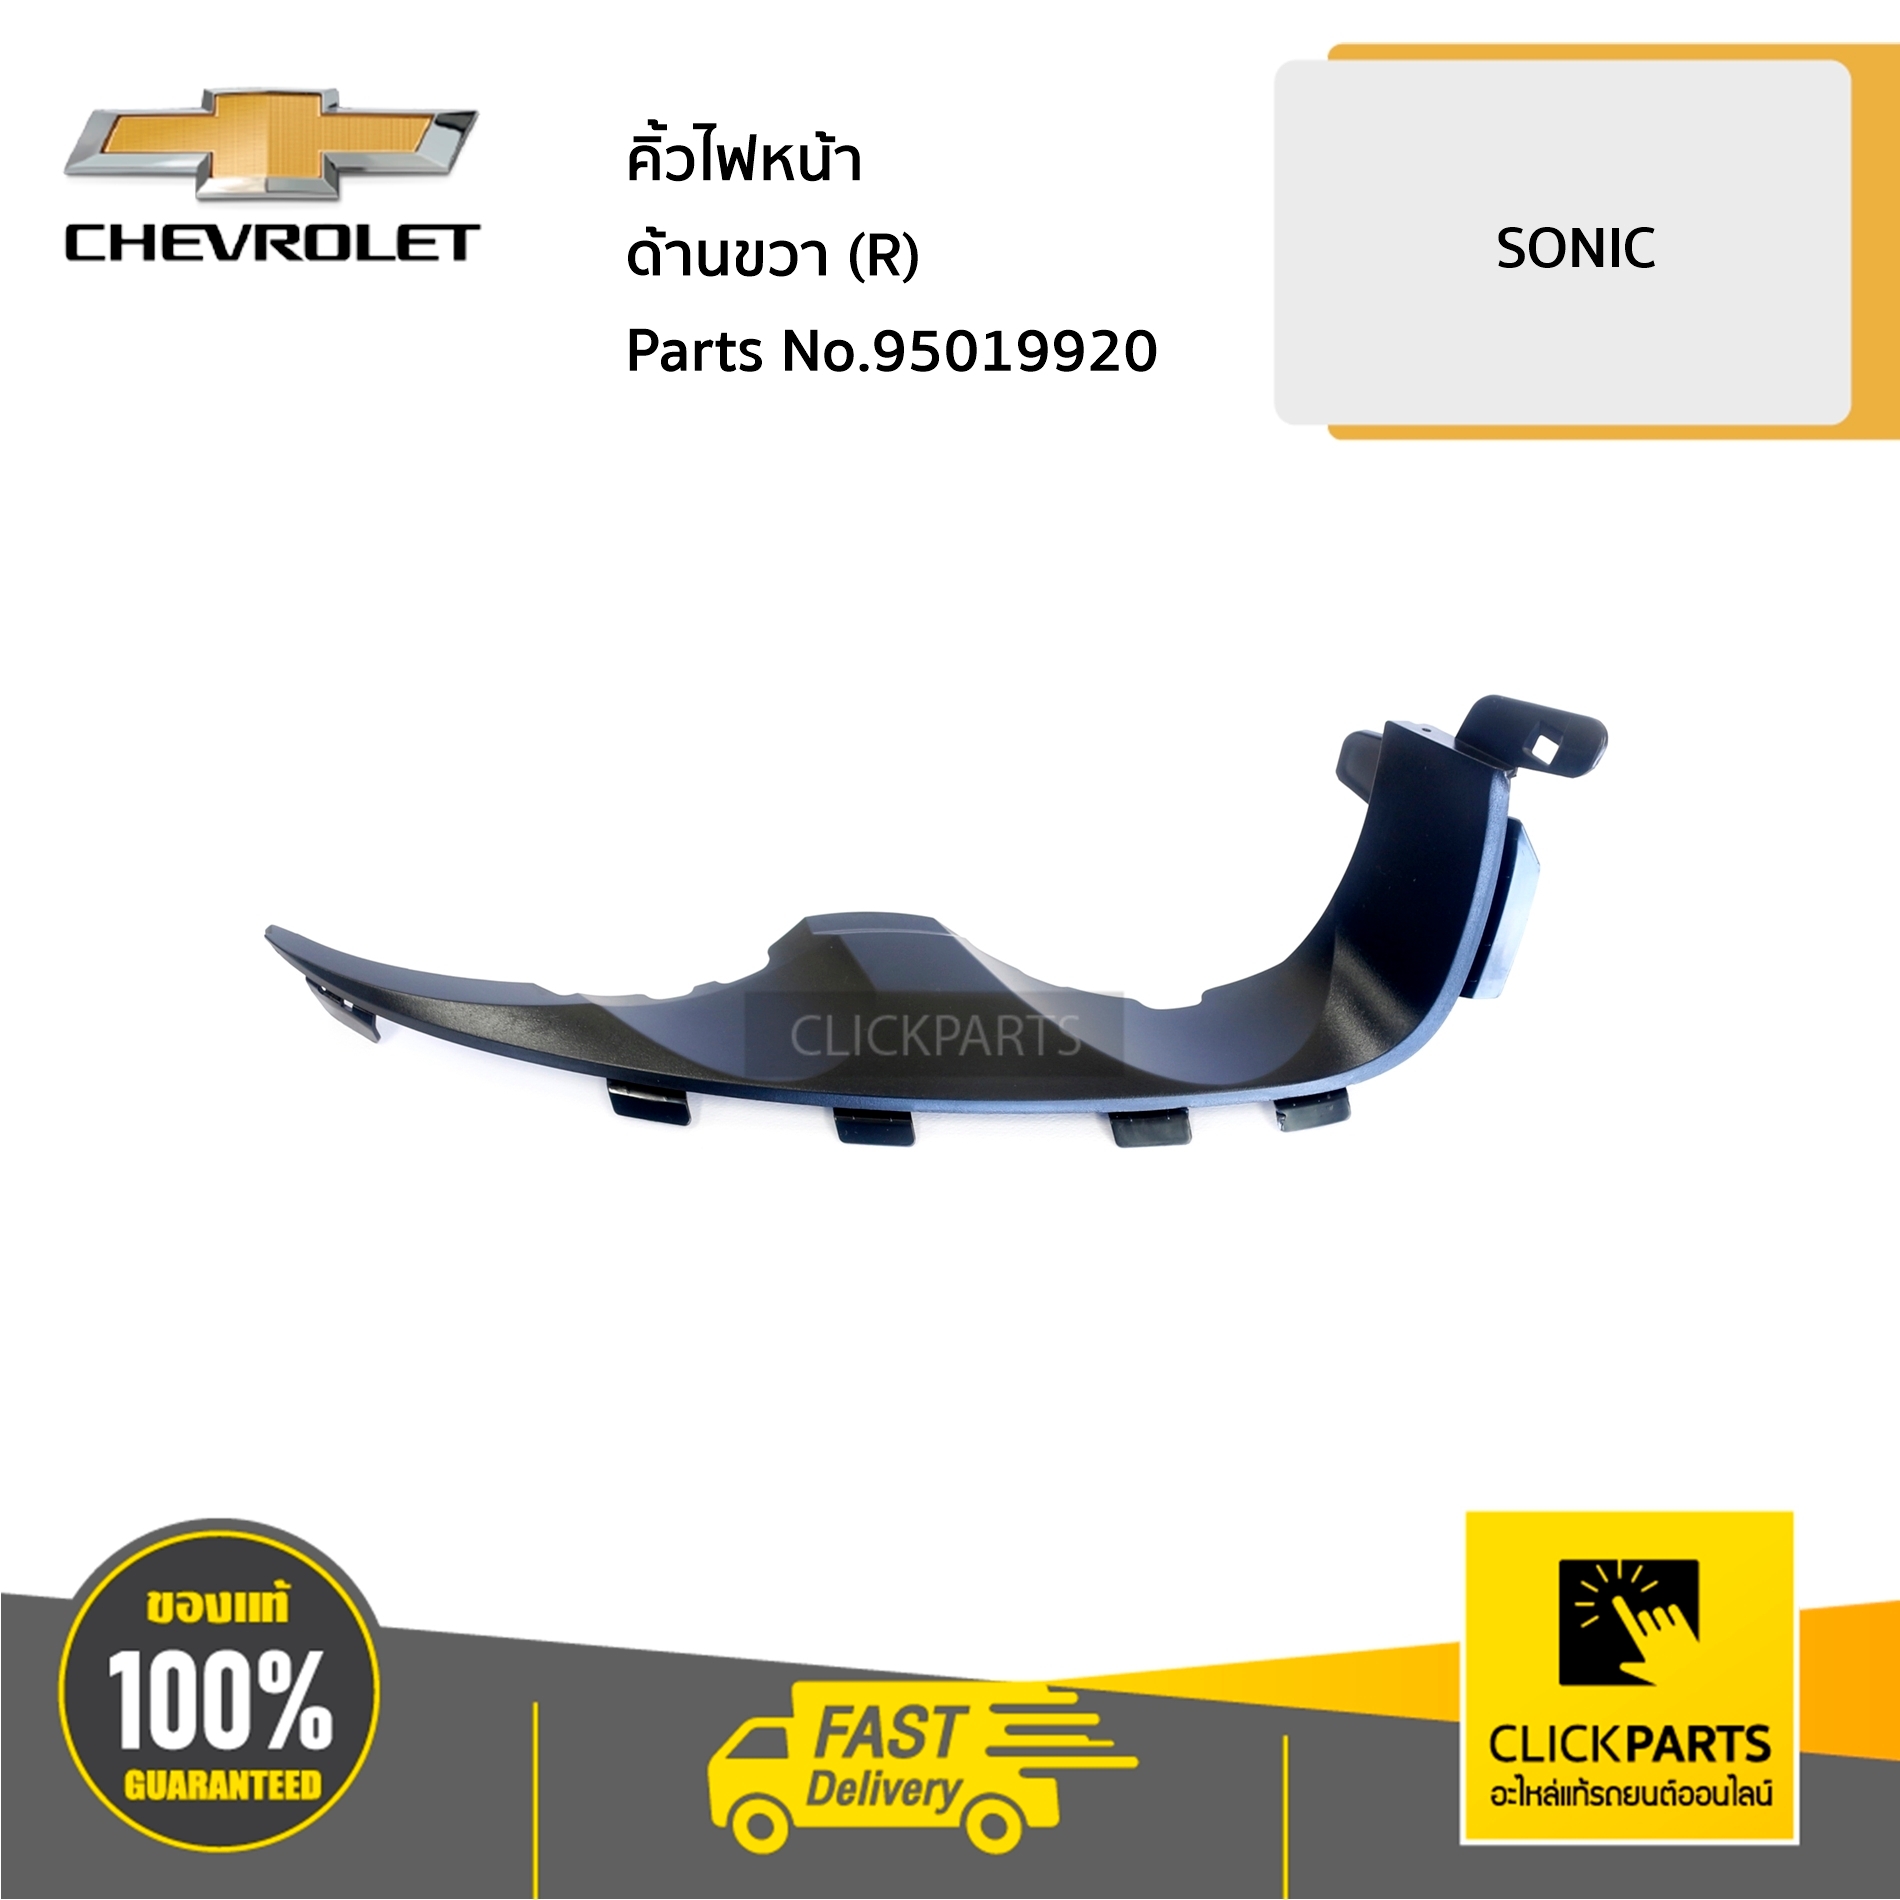 CHEVROLET
คิ้วไฟหน้า
ด้านขวา (R)
Parts No.95019920
SONIC
CLICKPARTS
ของแท้
100%
GUARANTEED
FAST
Delivery
CLICKPARTS
อะไหล่แท้รถยนต์ออนไลน์